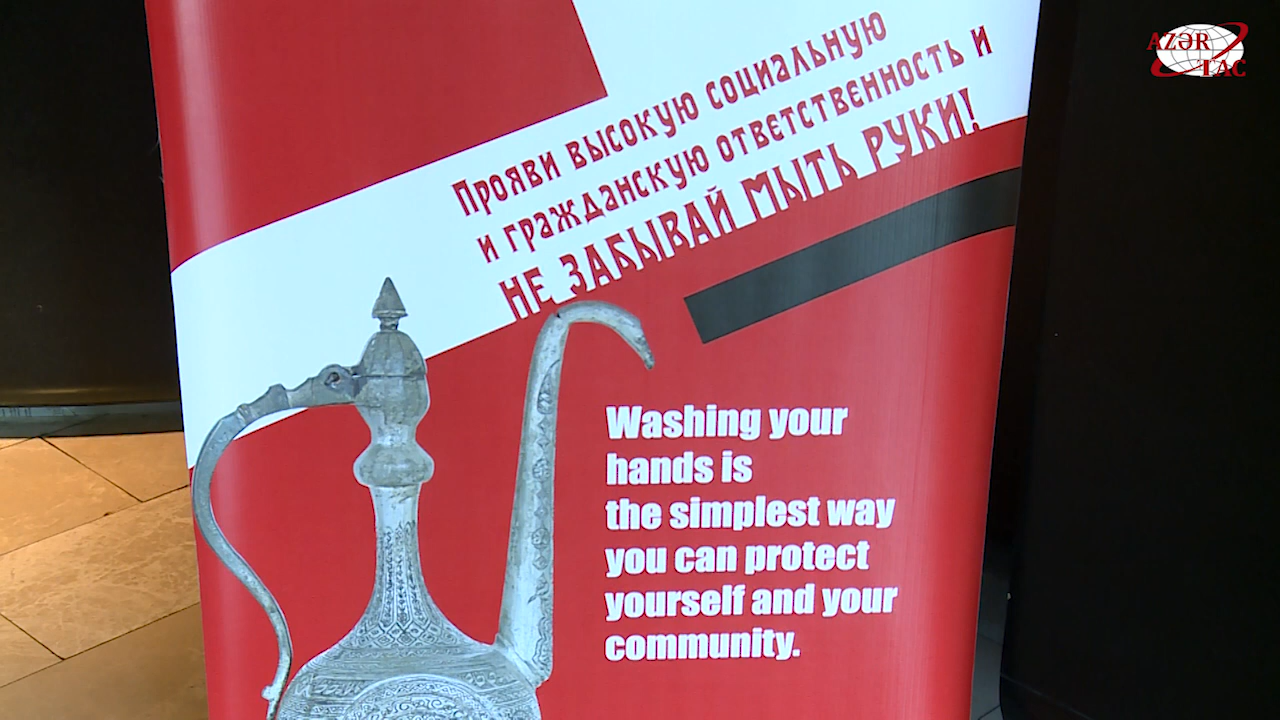 Прояви высокую социальную
и гражданскую ответственность и
НЕ ЗАБЫВАЙ МЫТЬ РУКИ!
Washing your
hands is
the simplest way
you can protect
yourself and your
community.
AZƏR
TAC